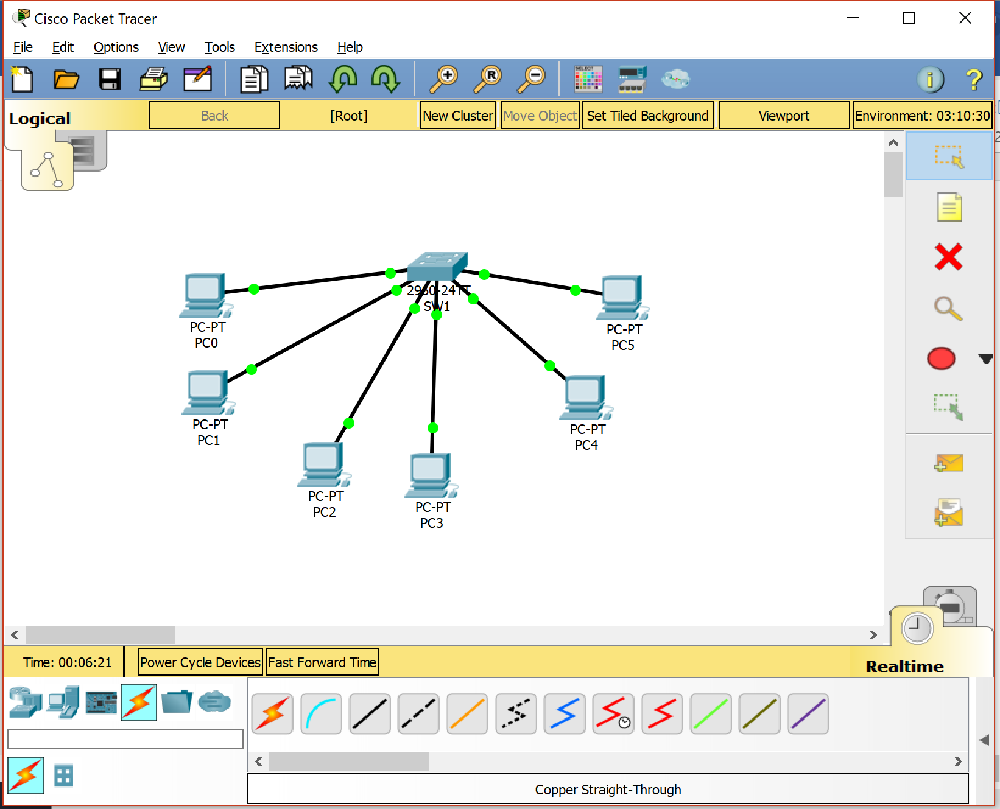 Cisco Packet Tracer
File Edit Options View Tools Extensions Help
SELECT
R
i
?
Logical
Back
[Root]
New Cluster
Move Object
Set Tiled Background
Viewport
Environment: 03:10:30
2960-24TT
SW1
PC-PT
PC0
PC-PT
PC5
PC-PT
PC1
PC-PT
PC4
PC-PT
PC2
PC-PT
PC3
Time: 00:06:21
Power Cycle Devices
Fast Forward Time
Realtime
Copper Straight-Through